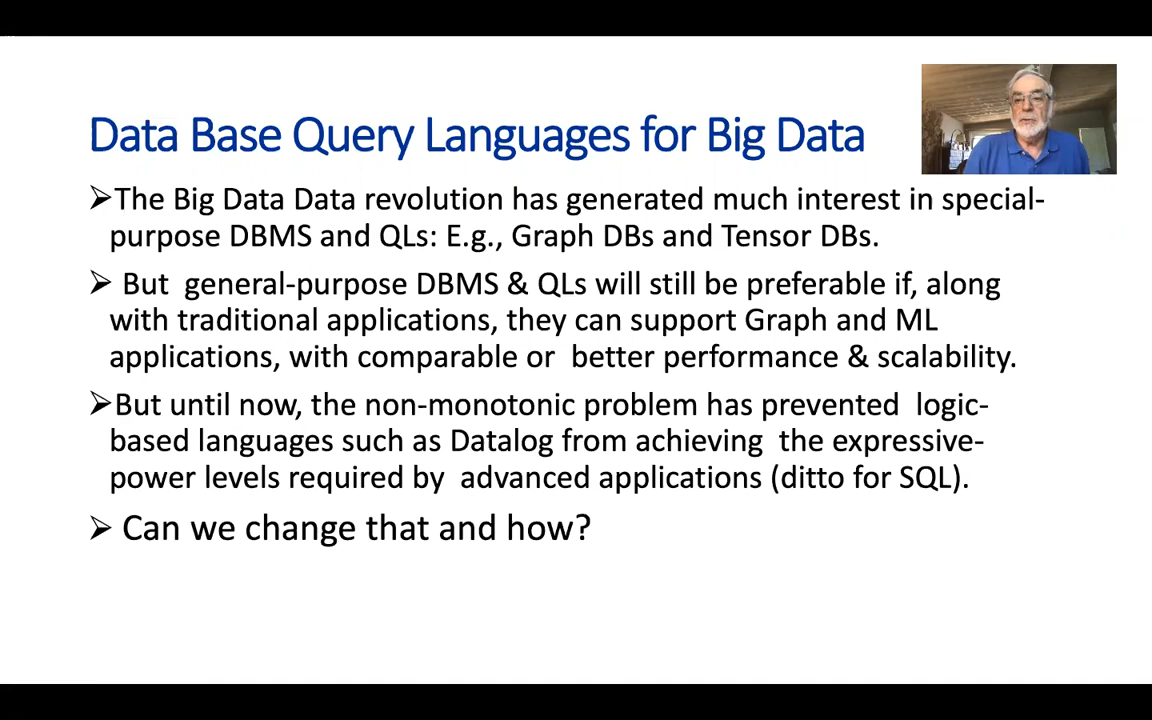 Data Base Query Languages for Big Data
➢The Big Data Data revolution has generated much interest in special-
purpose DBMS and QLs: E.g., Graph DBs and Tensor DBs.
➢ But general-purpose DBMS & QLs will still be preferable if, along
with traditional applications, they can support Graph and ML
applications, with comparable or better performance & scalability.
➢But until now, the non-monotonic problem has prevented logic-
based languages such as Datalog from achieving the expressive-
power levels required by advanced applications (ditto for SQL).
➢ Can we change that and how?